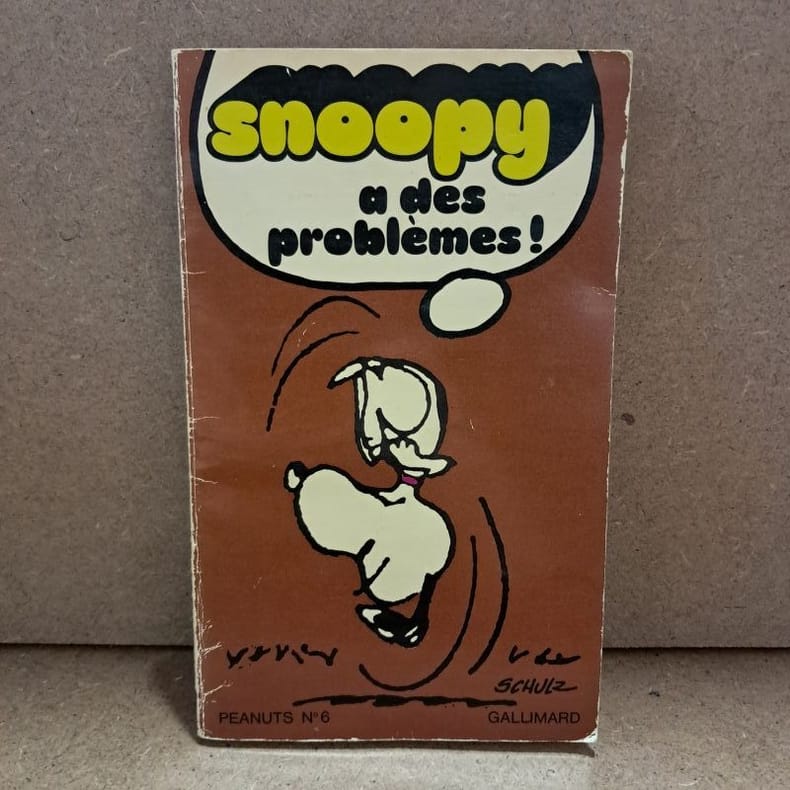 snoopy
a des
problèmes!
SCHULZ
PEANUTS N°6
GALLIMARD